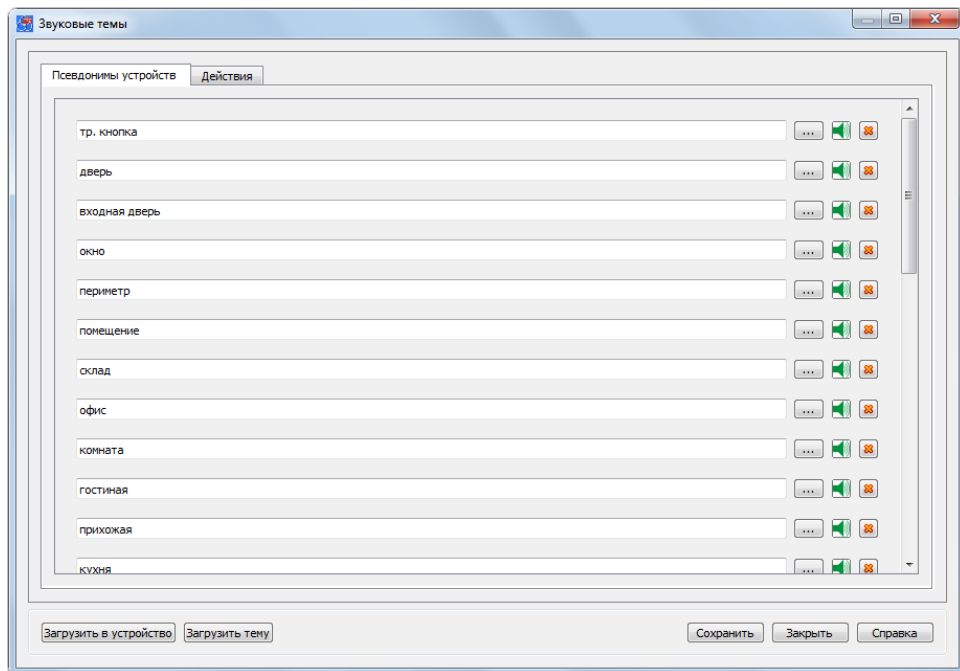 Звуковые темы
Псевдонимы устройств
Действия
тр. кнопка
...
дверь
...
входная дверь
...
окно
...
периметр
...
помещение
...
склад
...
офис
...
комната
...
гостиная
...
прихожая
...
кухня
...
Загрузить в устройство
Загрузить тему
Сохранить
Закрыть
Справка